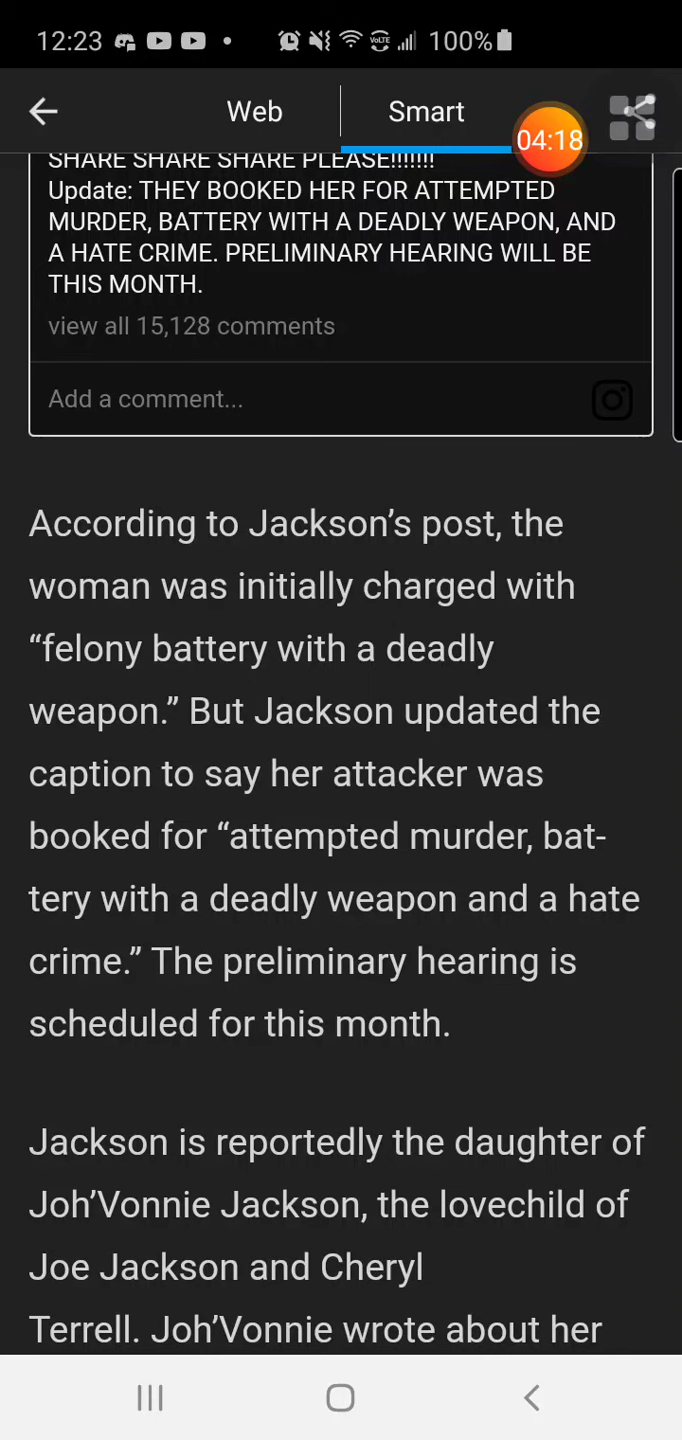 12:23
VoLTE
100%
Web
Smart
04:18
SHARE SHARE SHARE PLEASE!!!!!!!
Update: THEY BOOKED HER FOR ATTEMPTED
MURDER, BATTERY WITH A DEADLY WEAPON, AND
A HATE CRIME. PRELIMINARY HEARING WILL BE
THIS MONTH.
view all 15,128 comments
Add a comment...
According to Jackson’s post, the
woman was initially charged with
“felony battery with a deadly
weapon.” But Jackson updated the
caption to say her attacker was
booked for “attempted murder, bat-
tery with a deadly weapon and a hate
crime.” The preliminary hearing is
scheduled for this month.
Jackson is reportedly the daughter of
Joh’Vonnie Jackson, the lovechild of
Joe Jackson and Cheryl
Terrell. Joh’Vonnie wrote about her